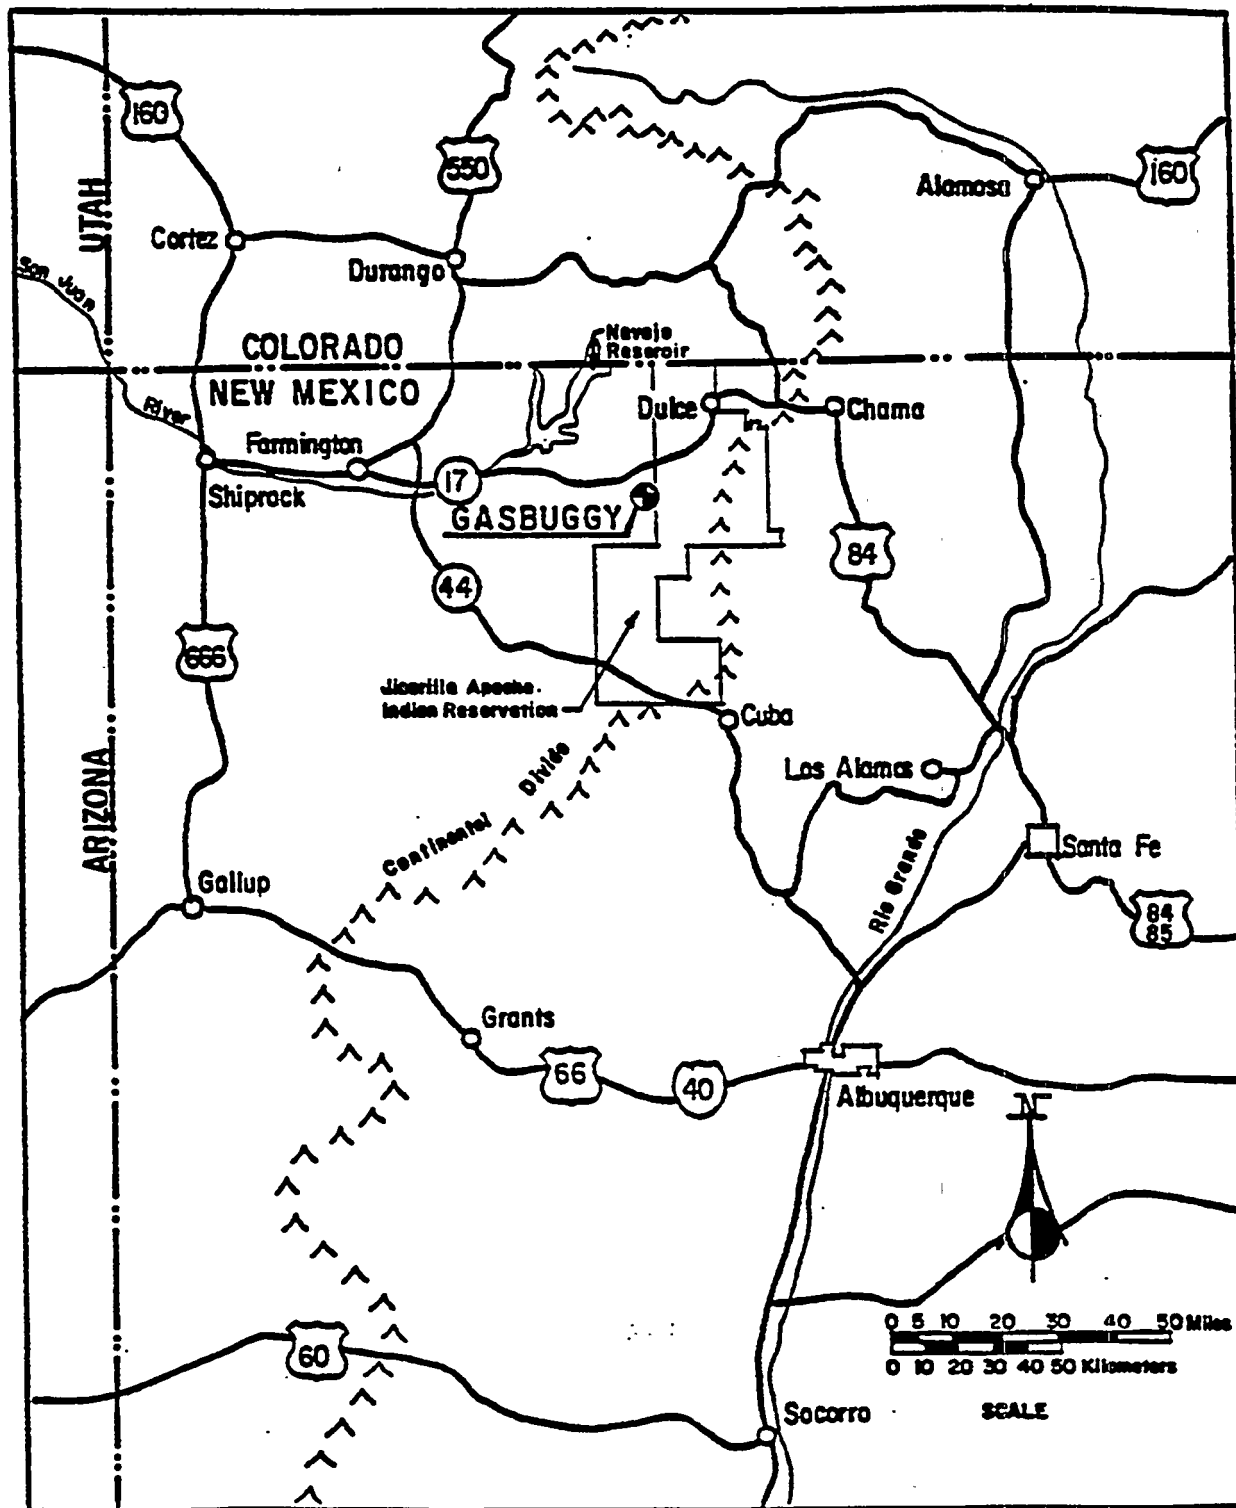 160
550
160
UTAH
Alamosa
Cortez
Durango
San Juan
Navajo
Reseroir
COLORADO
NEW MEXICO
River
Dulce
Chama
Farmington
Shiprock
17
GASBUGGY
84
44
666
Jicarilla Apache
Indian Reservation
Cuba
ARIZONA
Continental Divide
Los Alamos
Rio Grande
Santa Fe
Gallup
84
85
Grants
66
40
Albuquerque
N
0 5 10 20 30 40 50 Miles
0 10 20 30 40 50 Kilometers
SCALE
60
Socorro